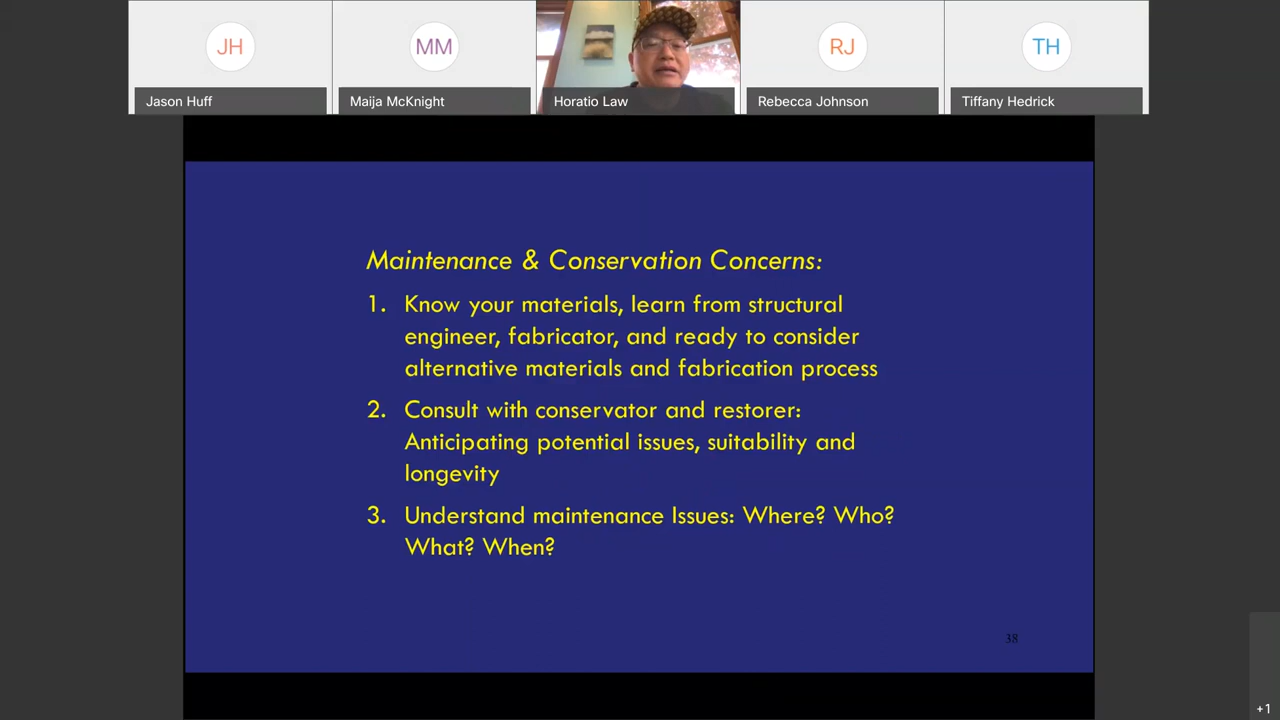 JH
MM
RJ
TH
Jason Huff
Maija McKnight
Horatio Law
Rebecca Johnson
Tiffany Hedrick
Maintenance & Conservation Concerns:
1. Know your materials, learn from structural
engineer, fabricator, and ready to consider
alternative materials and fabrication process
2. Consult with conservator and restorer:
Anticipating potential issues, suitability and
longevity
3. Understand maintenance Issues: Where? Who?
What? When?
38
+1